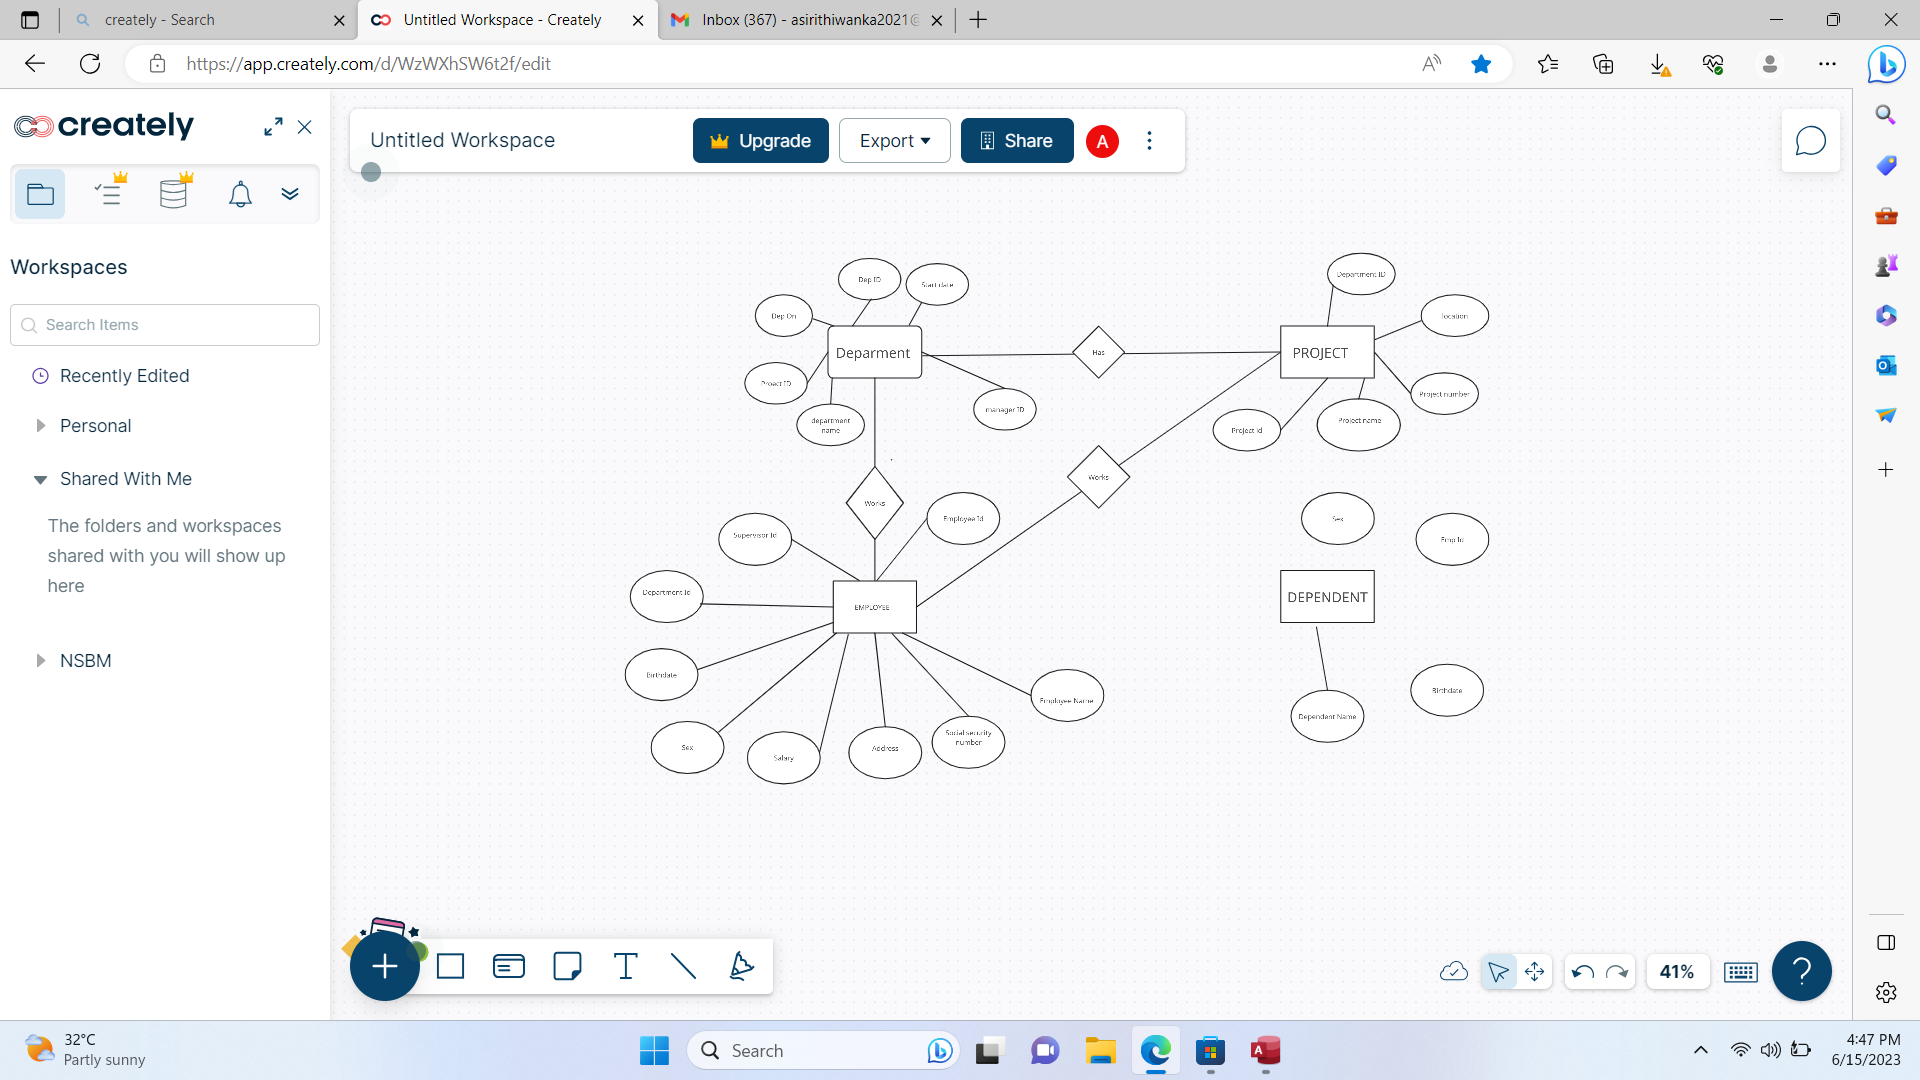 creately - Search
Untitled Workspace - Creately
Inbox (367) - asirithiwanka2021@
https://app.creately.com/d/WzWXhSW6t2f/edit
creately
Untitled Workspace
Upgrade
Export
Share
A
Workspaces
Search Items
Recently Edited
Personal
Shared With Me
The folders and workspaces
shared with you will show up
here
NSBM
Dep ID
Start date
Dep On
Deparment
Proect ID
department
name
manager ID
Has
Department ID
location
PROJECT
Project number
Project name
Project id
Works
Works
Employee Id
Supervisor Id
Department Id
EMPLOYEE
Birthdate
Sex
Salary
Address
Social security
number
Employee Name
Sex
Emp Id
DEPENDENT
Dependent Name
Birthdate
41%
?
32°C
Partly sunny
Search
4:47 PM
6/15/2023